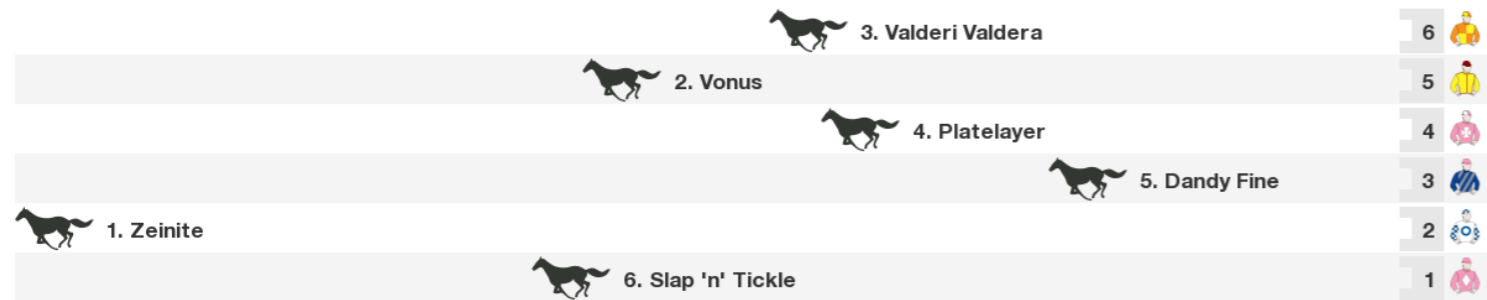 3. Valderi Valdera 6
2. Vonus 5
4. Platelayer 4
5. Dandy Fine 3
1. Zeinite 2
6. Slap 'n' Tickle 1